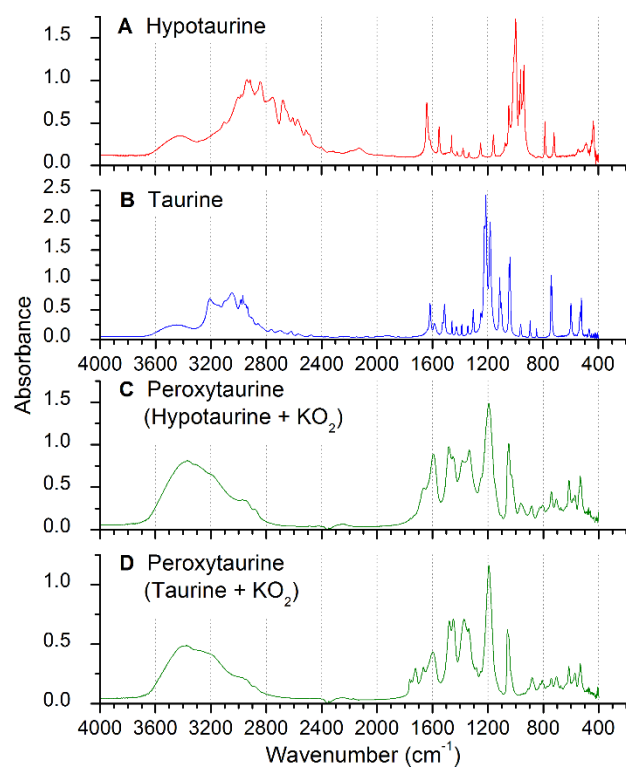 A Hypotaurine
1.5
1.0
0.5
0.0
B Taurine
2.5
2.0
1.5
1.0
0.5
0.0
4000 3600 3200 2800 2400 2000 1600 1200 800 400
Absorbance
C Peroxytaurine
(Hypotaurine + KO₂)
1.5
1.0
0.5
0.0
D Peroxytaurine
(Taurine + KO₂)
1.0
0.5
0.0
4000 3600 3200 2800 2400 2000 1600 1200 800 400
Wavenumber (cm⁻¹)